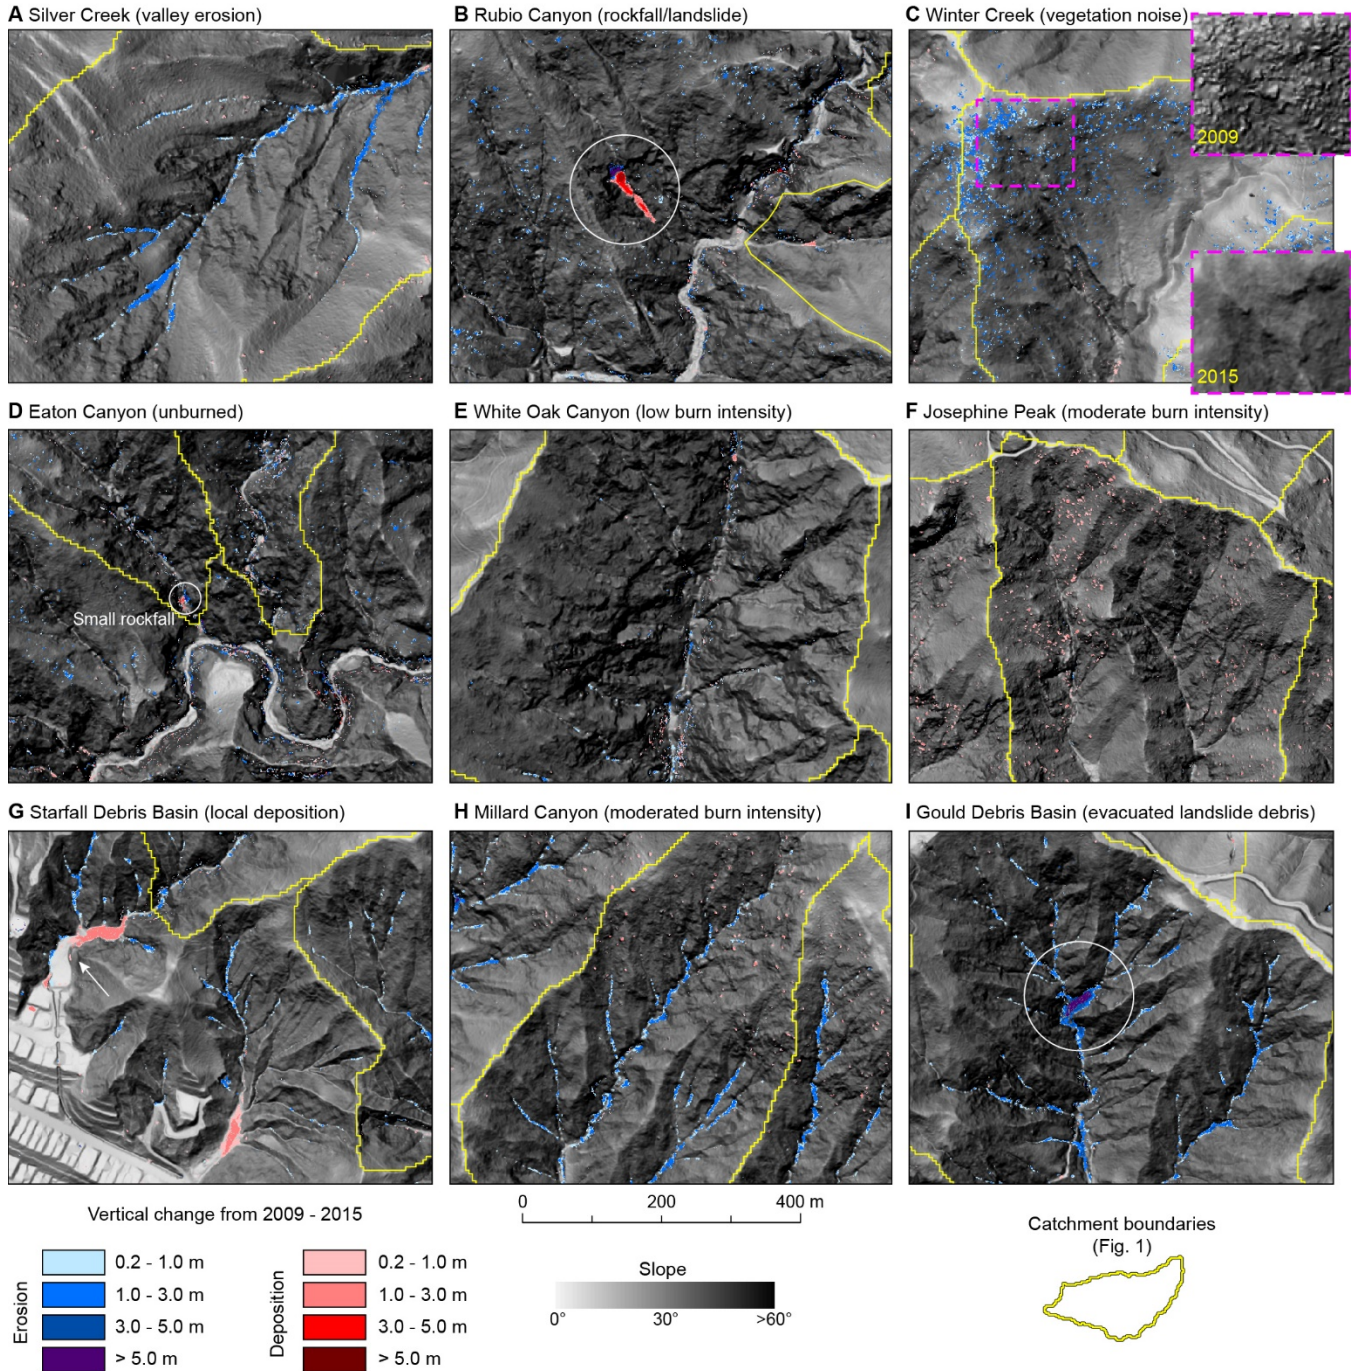 A Silver Creek (valley erosion)
B Rubio Canyon (rockfall/landslide)
C Winter Creek (vegetation noise)
2009
2015
D Eaton Canyon (unburned)
E White Oak Canyon (low burn intensity)
F Josephine Peak (moderate burn intensity)
Small rockfall
G Starfall Debris Basin (local deposition)
H Millard Canyon (moderated burn intensity)
I Gould Debris Basin (evacuated landslide debris)
Vertical change from 2009 - 2015
Erosion
0.2 - 1.0 m
1.0 - 3.0 m
3.0 - 5.0 m
> 5.0 m
Deposition
0.2 - 1.0 m
1.0 - 3.0 m
3.0 - 5.0 m
> 5.0 m
0 200 400 m
Slope
0° 30° >60°
Catchment boundaries
(Fig. 1)